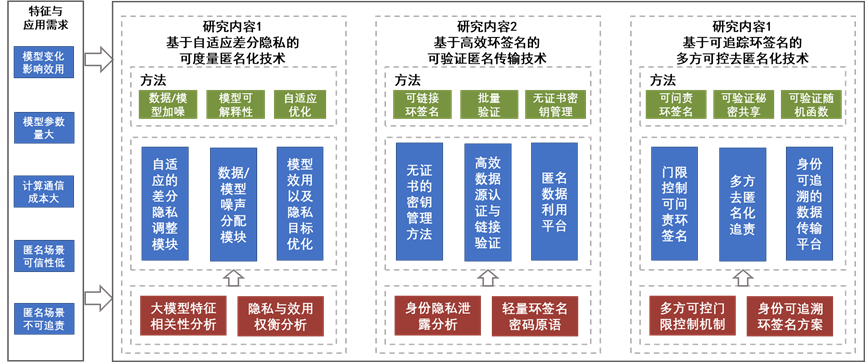 特征与
应用需求
模型变化
影响效用
模型参数
量大
计算通信
成本大
匿名场景
可信性低
匿名场景
不可追责
研究内容1
基于自适应差分隐私的
可度量匿名化技术
方法
数据/模
型加噪
模型可
解释性
自适应
优化
自适
应的
差分
隐私
调整
模块
数据/
模型
噪声
分配
模块
模型
效用
以及
隐私
目标
优化
大模型特征
相关性分析
隐私与效用
权衡分析
研究内容2
基于高效环签名的
可验证匿名传输技术
方法
可链接
环签名
批量
验证
无证书密
钥管理
无证
书的
密钥
管理
方法
高效
数据
源认
证与
链接
验证
匿名
数据
利用
平台
身份隐私泄
露分析
轻量环签名
密码原语
研究内容1
基于可追踪环签名的
多方可控去匿名化技术
方法
可问责
环签名
可验证秘
密共享
可验证随
机函数
门限
控制
可问
责环
签名
多方
去匿
名化
追责
身份
可追
溯的
数据
传输
平台
多方可控门
限控制机制
身份可追溯
环签名方案